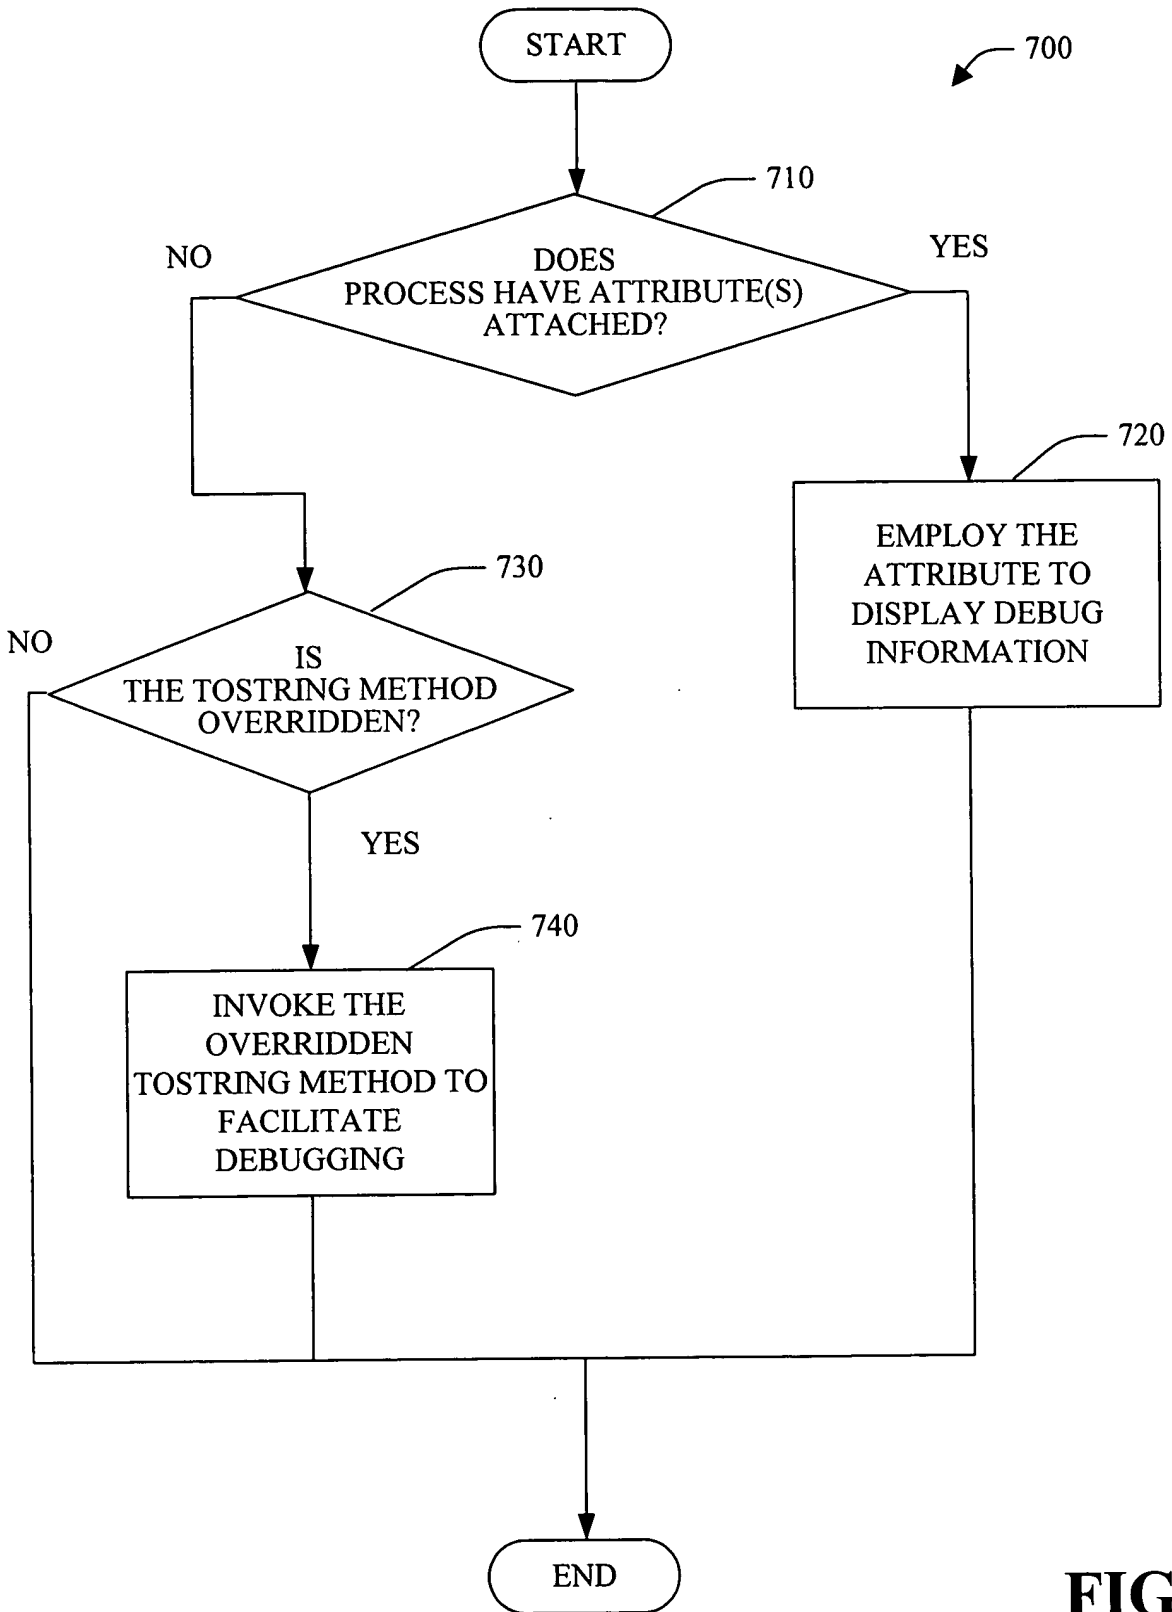 START
700
710
NO
YES
DOES
PROCESS HAVE ATTRIBUTE(S)
ATTACHED?
720
EMPLOY THE
ATTRIBUTE TO
DISPLAY DEBUG
INFORMATION
730
NO
IS
THE TOSTRING METHOD
OVERRIDDEN?
YES
740
INVOKE THE
OVERRIDDEN
TOSTRING METHOD TO
FACILITATE
DEBUGGING
END
FIG